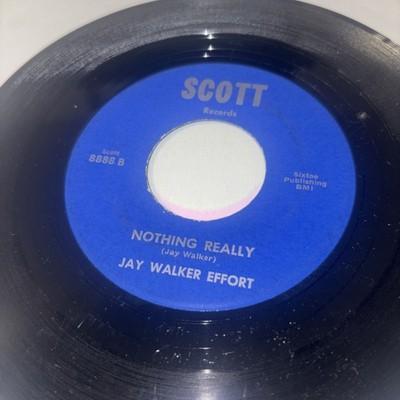 SCOTT
Records
Scott
8888 B
Sixtoe
Publishing
BMI
NOTHING REALLY
(Jay Walker)
JAY WALKER EFFORT